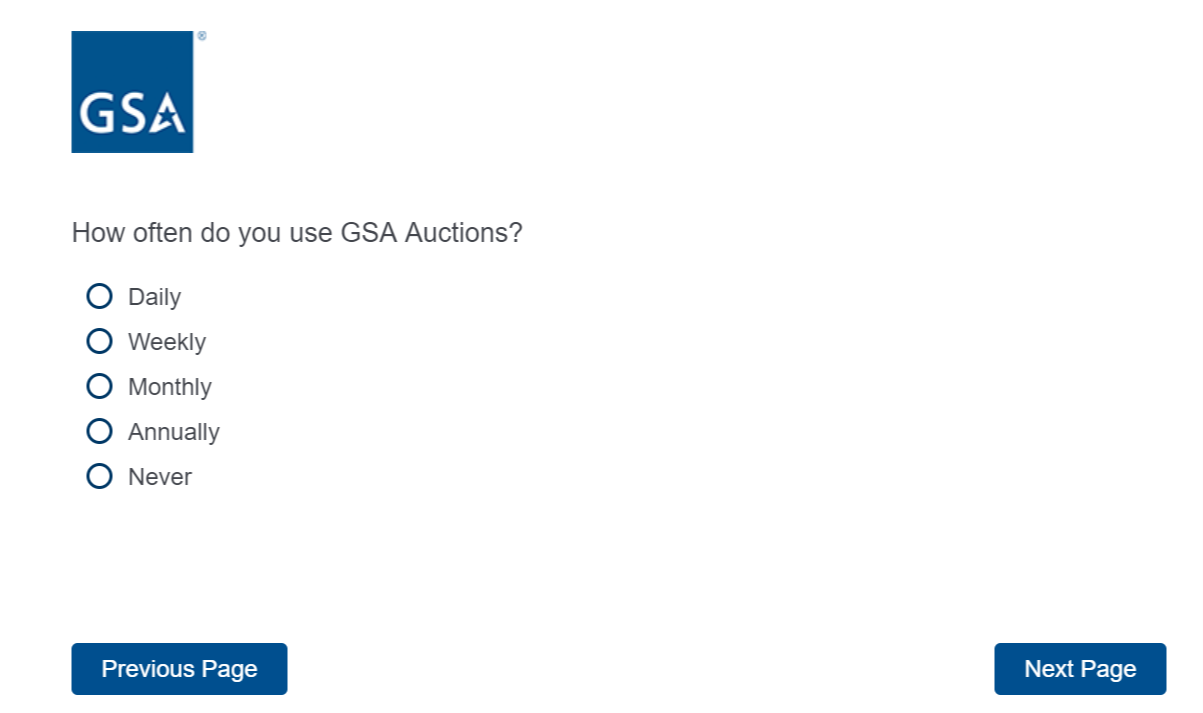 GSA®
How often do you use GSA Auctions?
Daily
Weekly
Monthly
Annually
Never
Previous Page
Next Page